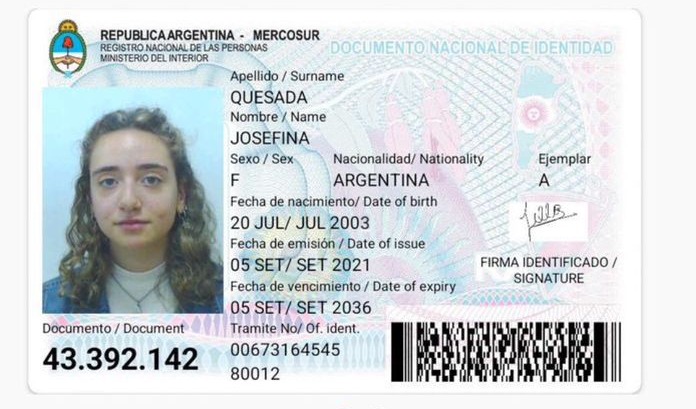 REPUBLICA ARGENTINA - MERCOSUR
REGISTRO NACIONAL DE LAS PERSONAS
MINISTERIO DEL INTERIOR
DOCUMENTO NACIONAL DE IDENTIDAD
Apellido / Surname
QUESADA
Nombre / Name
JOSEFINA
Sexo / Sex Nacionalidad/ Nationality Ejemplar
F ARGENTINA A
Fecha de nacimiento/ Date of birth
20 JUL/ JUL 2003
Fecha de emisión/ Date of issue
05 SET/ SET 2021
FIRMA IDENTIFICADO /
SIGNATURE
Fecha de vencimiento / Date of expiry
05 SET/ SET 2036
Documento / Document
43.392.142
Tramite No/ Of. ident.
00673164545
80012